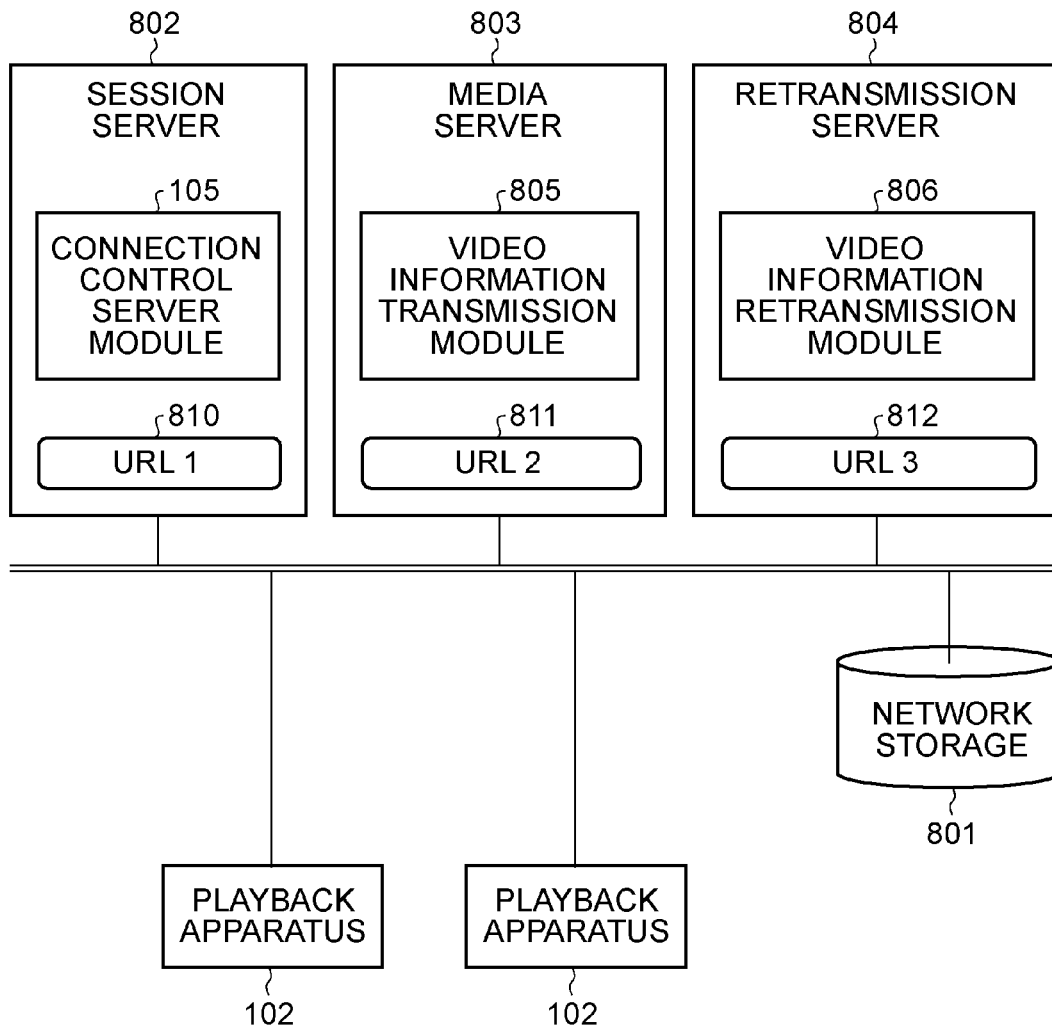 802
803
804
SESSION
SERVER
MEDIA
SERVER
RETRANSMISSION
SERVER
105
805
806
CONNECTION
CONTROL
SERVER
MODULE
VIDEO
INFORMATION
TRANSMISSION
MODULE
VIDEO
INFORMATION
RETRANSMISSION
MODULE
810
811
812
URL 1
URL 2
URL 3
NETWORK
STORAGE
801
PLAYBACK
APPARATUS
PLAYBACK
APPARATUS
102
102